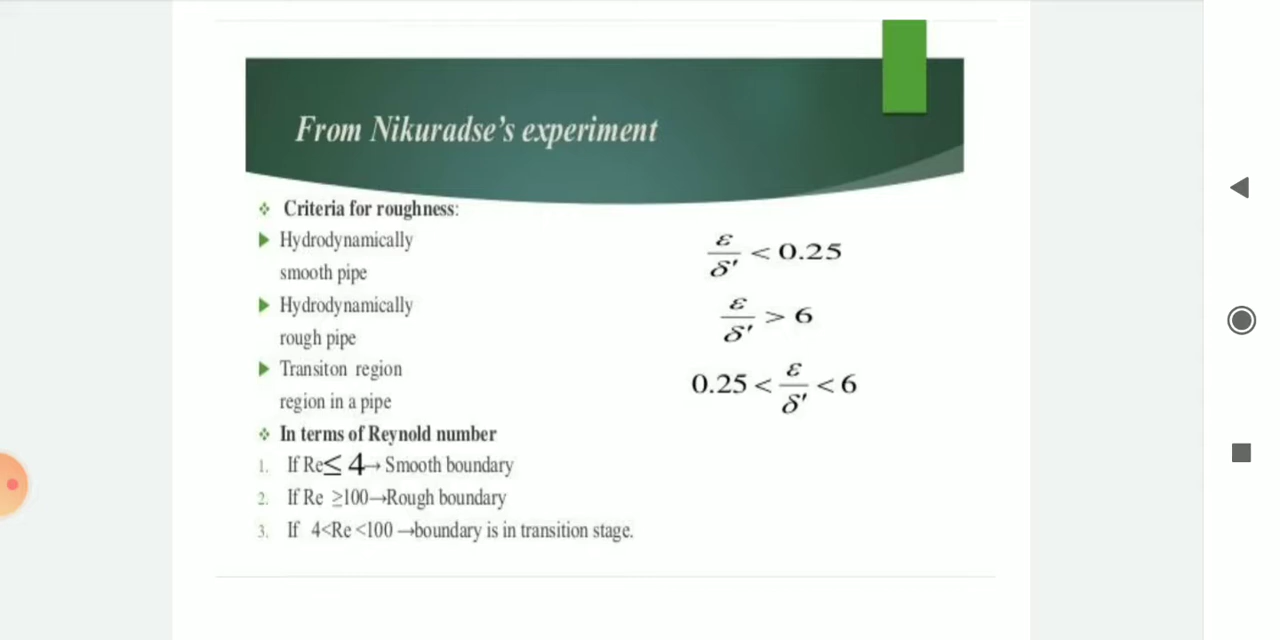 From Nikuradse's experiment
Criteria for roughness:
Hydrodynamically
smooth pipe
ε/δ' < 0.25
Hydrodynamically
rough pipe
ε/δ' > 6
Transiton region
region in a pipe
0.25 < ε/δ' < 6
In terms of Reynold number
1. If Re≤ 4→ Smooth boundary
2. If Re ≥100→Rough boundary
3. If 4<Re <100 →boundary is in transition stage.